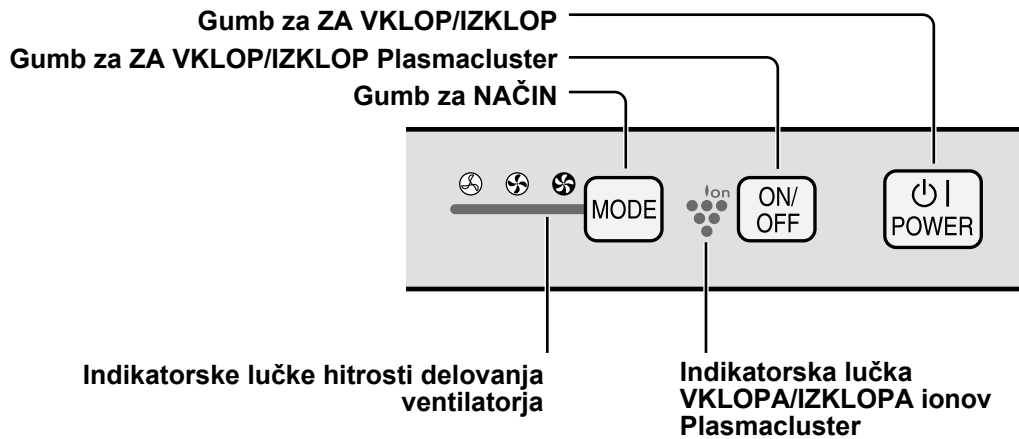 Gumb za ZA VKLOP/IZKLOP
Gumb za ZA VKLOP/IZKLOP Plasmacluster
Gumb za NAČIN
MODE
ion
ON/
OFF
POWER
Indikatorske lučke hitrosti delovanja
ventilatorja
Indikatorska lučka
VKLOPA/IZKLOPA ionov
Plasmacluster